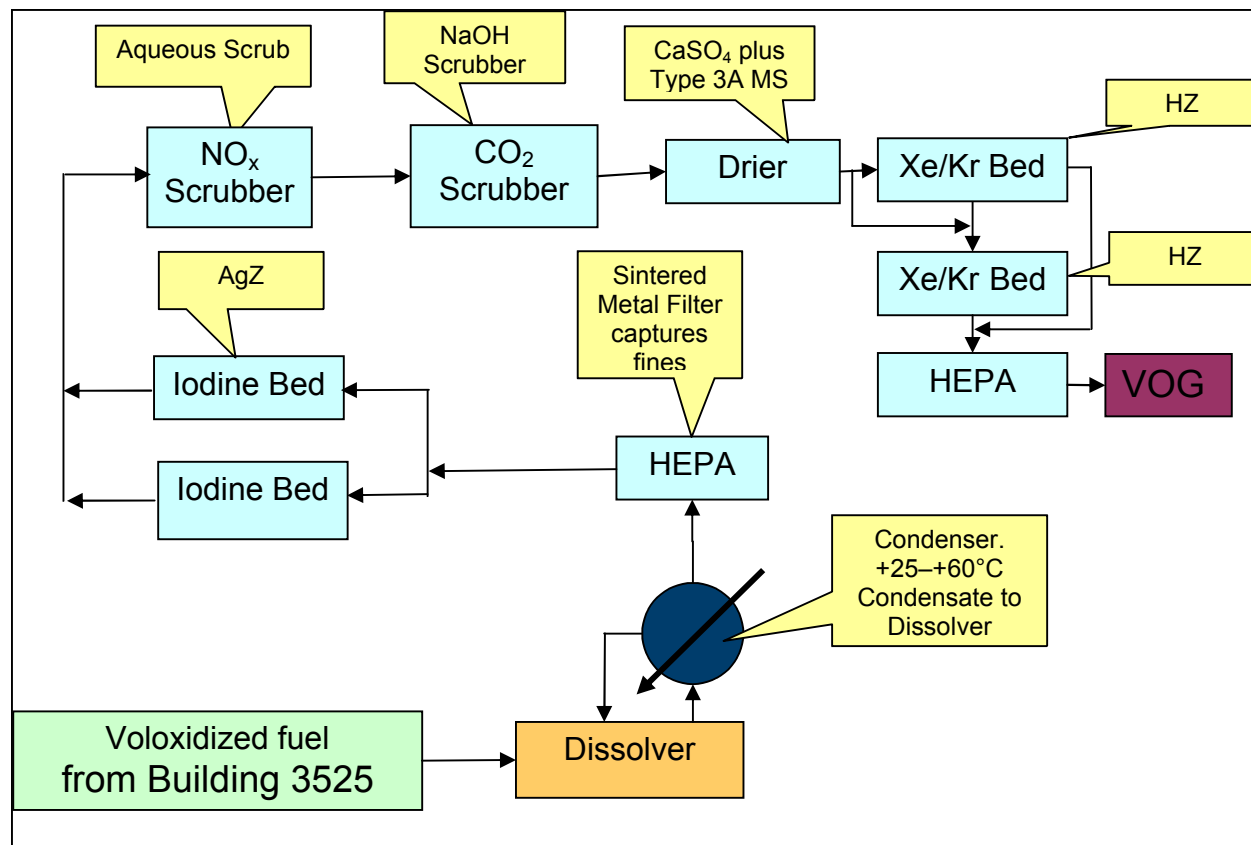 Aqueous Scrub
NaOH
Scrubber
CaSO₄ plus
Type 3A MS
HZ
NOₓ
Scrubber
CO₂
Scrubber
Drier
Xe/Kr Bed
AgZ
Sintered
Metal Filter
captures
fines
Xe/Kr Bed
HZ
Iodine Bed
HEPA
VOG
Iodine Bed
HEPA
Condenser.
+25–+60°C
Condensate to
Dissolver
Voloxidized fuel
from Building 3525
Dissolver